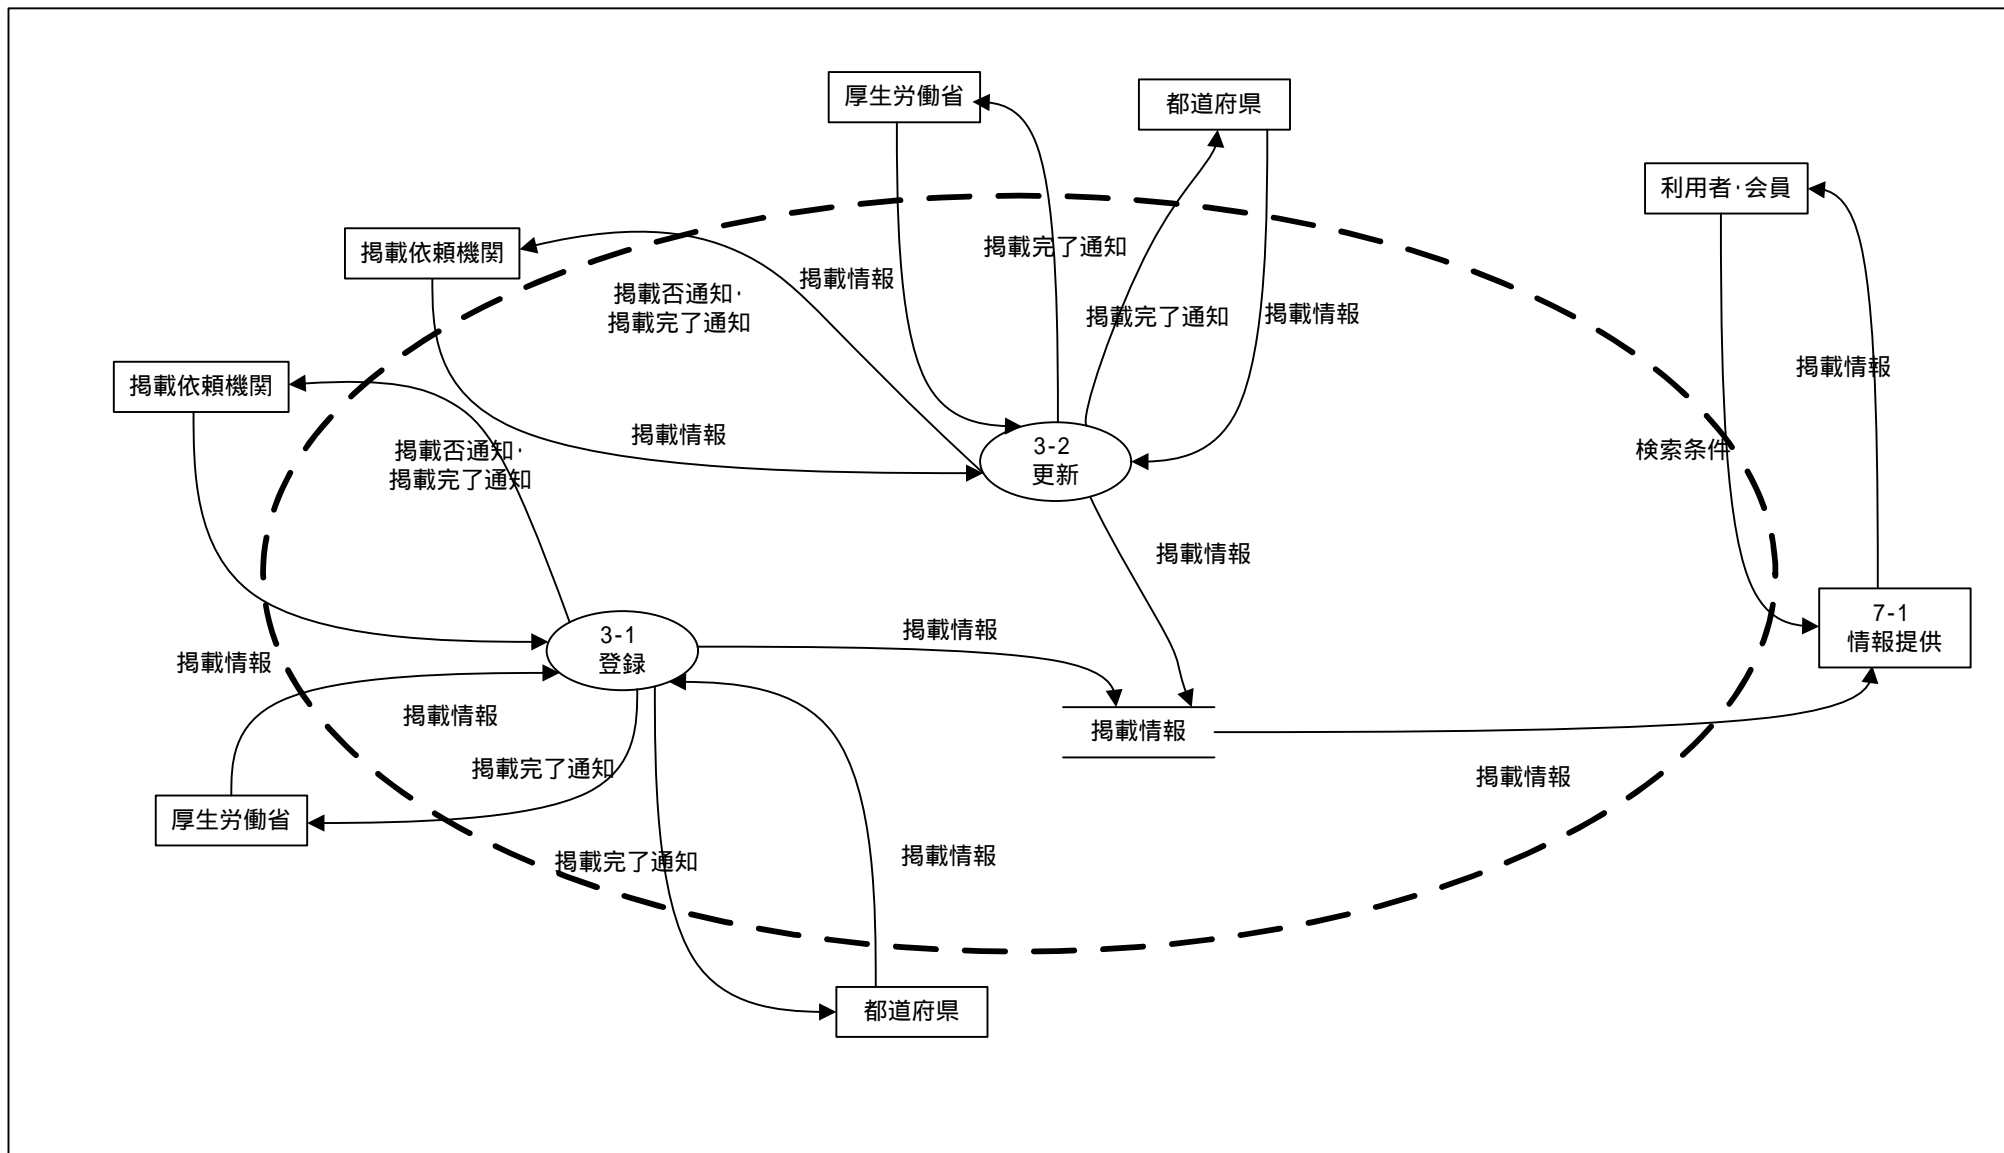 厚生労働省
都道府県
利用者・会員
掲載依頼機関
掲載完了通知
掲載情報
掲載否通知・
掲載完了通知
掲載完了通知
掲載情報
掲載情報
掲載依頼機関
掲載情報
3-2
更新
検索条件
掲載否通知・
掲載完了通知
掲載情報
7-1
情報提供
掲載情報
3-1
登録
掲載情報
掲載情報
掲載情報
掲載完了通知
掲載情報
厚生労働省
掲載完了通知
掲載情報
都道府県